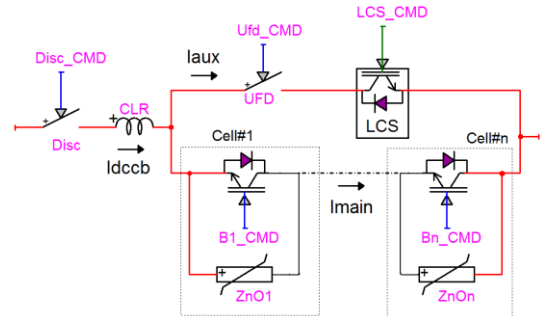 LCS_CMD
Ufd_CMD
Disc_CMD
Iaux
CLR
UFD
LCS
Disc
Idccb
Cell#1
Cell#n
Imain
B1_CMD
Bn_CMD
ZnO1
ZnOn